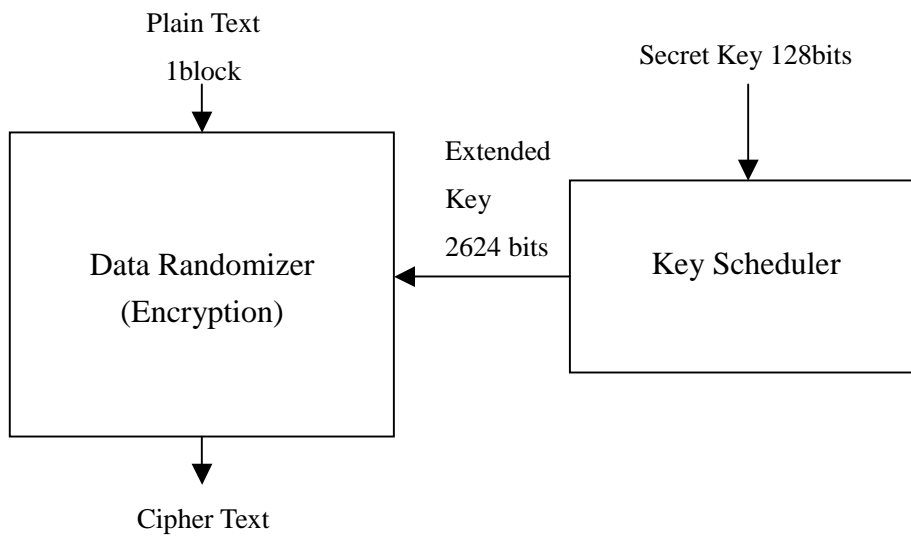 Plain Text
1block
Secret Key 128bits
Extended
Key
2624 bits
Data Randomizer
(Encryption)
Key Scheduler
Cipher Text